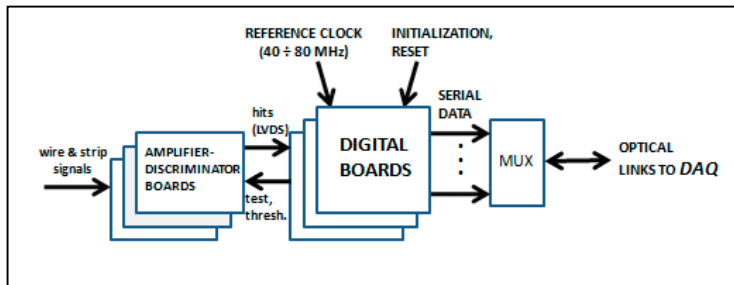 REFERENCE CLOCK
(40 ÷ 80 MHz)
INITIALIZATION,
RESET
wire & strip
signals
AMPLIFIER-
DISCRIMINATOR
BOARDS
hits
(LVDS)
test,
thresh.
DIGITAL
BOARDS
SERIAL
DATA
MUX
OPTICAL
LINKS TO DAQ